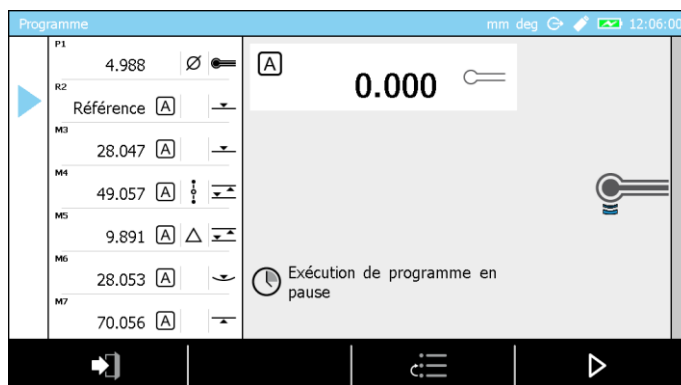 Programme
mm deg 12:06:00
P1
4.988 Ø
R2
Référence A
M3
28.047 A
M4
49.057 A
M5
9.891 A
M6
28.053 A
M7
70.056 A
A
0.000
Exécution de programme en
pause